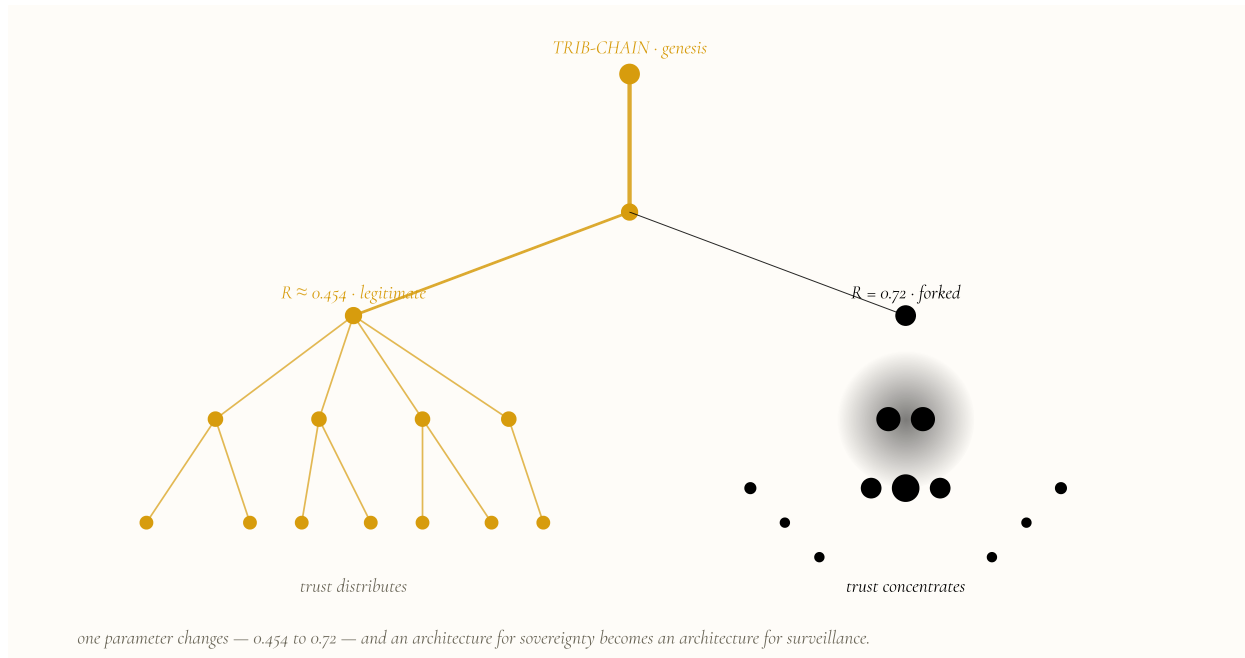 TRIB-CHAIN · genesis
R ≈ 0.454 · legitimate
R = 0.72 · forked
trust distributes
trust concentrates
one parameter changes — 0.454 to 0.72 — and an architecture for sovereignty becomes an architecture for surveillance.